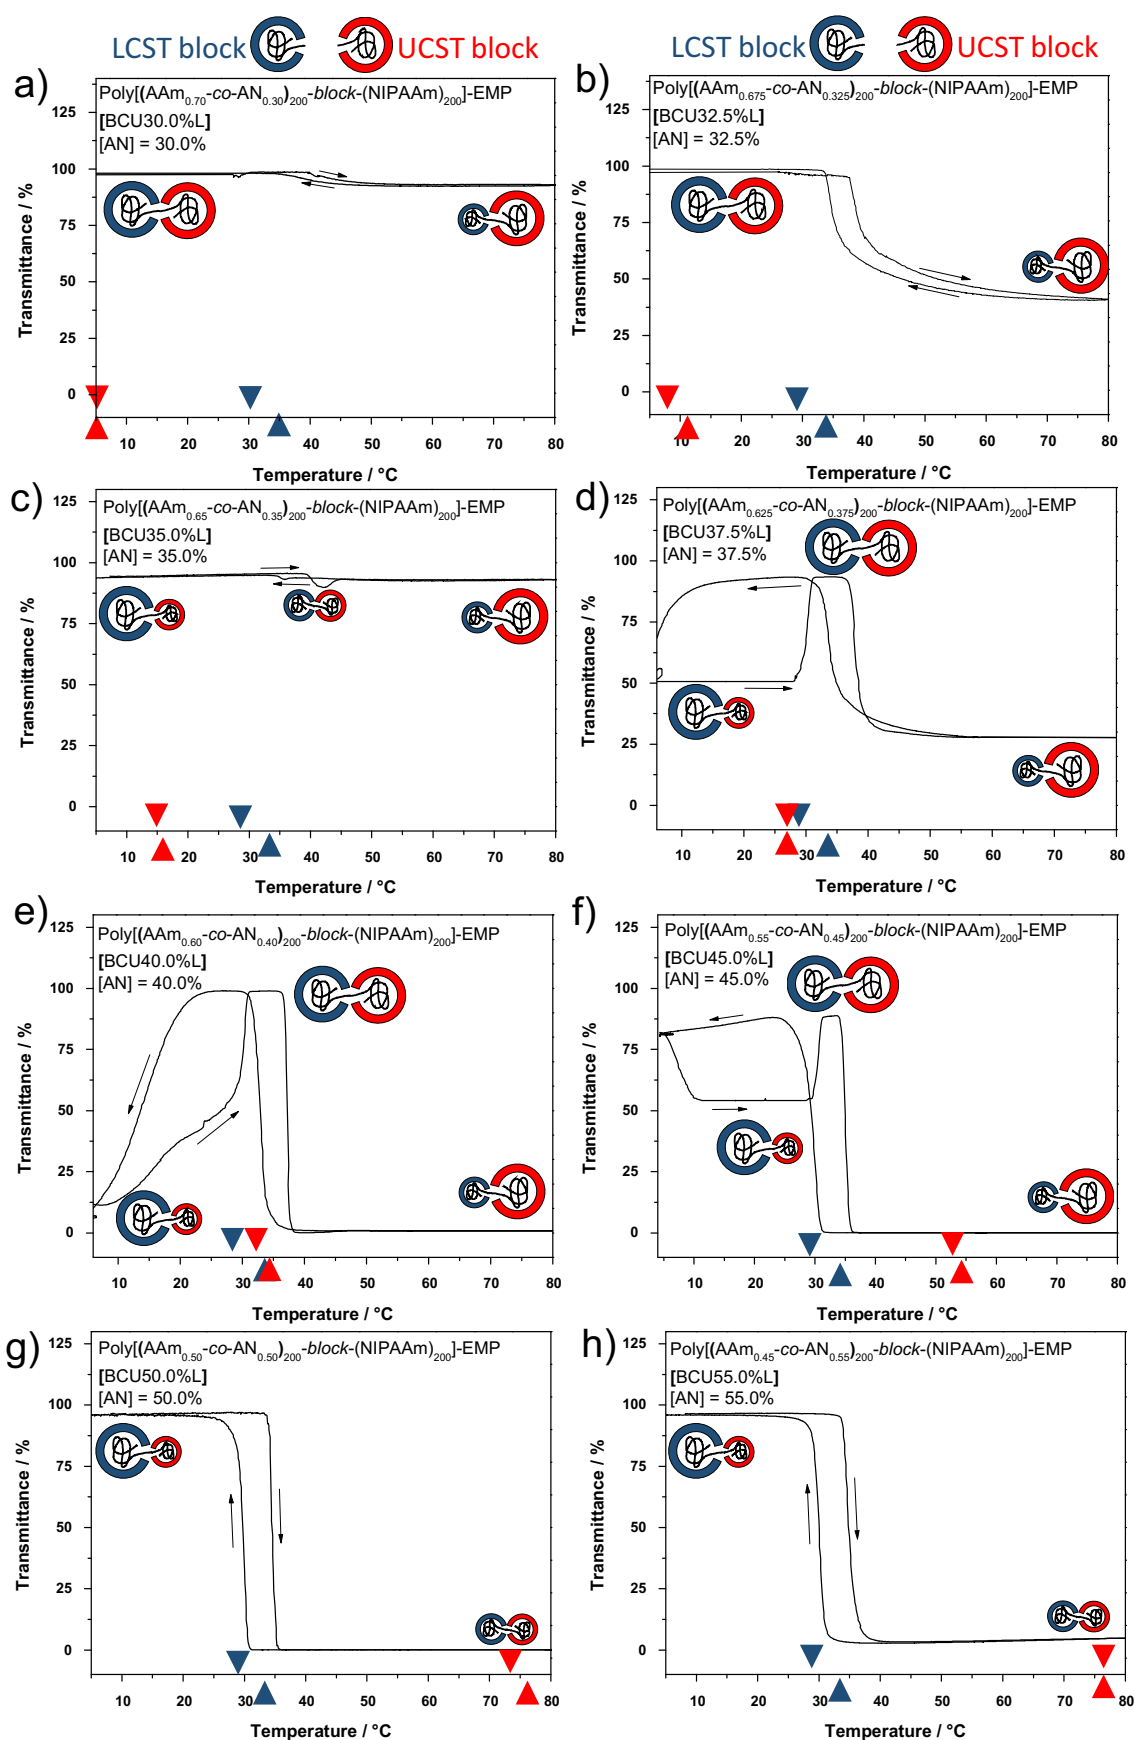 LCST block UCST block
LCST block UCST block
a)
Poly[(AAm0.70-co-AN0.30)200-block-(NIPAAm)200]-EMP
[BCU30.0%L]
[AN] = 30.0%
125
100
75
50
25
0
Transmittance / %
10 20 30 40 50 60 70 80
Temperature / °C
b)
Poly[(AAm0.675-co-AN0.325)200-block-(NIPAAm)200]-EMP
[BCU32.5%L]
[AN] = 32.5%
125
100
75
50
25
0
Transmittance / %
10 20 30 40 50 60 70 80
Temperature / °C
c)
Poly[(AAm0.65-co-AN0.35)200-block-(NIPAAm)200]-EMP
[BCU35.0%L]
[AN] = 35.0%
125
100
75
50
25
0
Transmittance / %
10 20 30 40 50 60 70 80
Temperature / °C
d)
Poly[(AAm0.625-co-AN0.375)200-block-(NIPAAm)200]-EMP
[BCU37.5%L]
[AN] = 37.5%
125
100
75
50
25
0
Transmittance / %
10 20 30 40 50 60 70 80
Temperature / °C
e)
Poly[(AAm0.60-co-AN0.40)200-block-(NIPAAm)200]-EMP
[BCU40.0%L]
[AN] = 40.0%
125
100
75
50
25
0
Transmittance / %
10 20 30 40 50 60 70 80
Temperature / °C
f)
Poly[(AAm0.55-co-AN0.45)200-block-(NIPAAm)200]-EMP
[BCU45.0%L]
[AN] = 45.0%
125
100
75
50
25
0
Transmittance / %
10 20 30 40 50 60 70 80
Temperature / °C
g)
Poly[(AAm0.50-co-AN0.50)200-block-(NIPAAm)200]-EMP
[BCU50.0%L]
[AN] = 50.0%
125
100
75
50
25
0
Transmittance / %
10 20 30 40 50 60 70 80
Temperature / °C
h)
Poly[(AAm0.45-co-AN0.55)200-block-(NIPAAm)200]-EMP
[BCU55.0%L]
[AN] = 55.0%
125
100
75
50
25
0
Transmittance / %
10 20 30 40 50 60 70 80
Temperature / °C